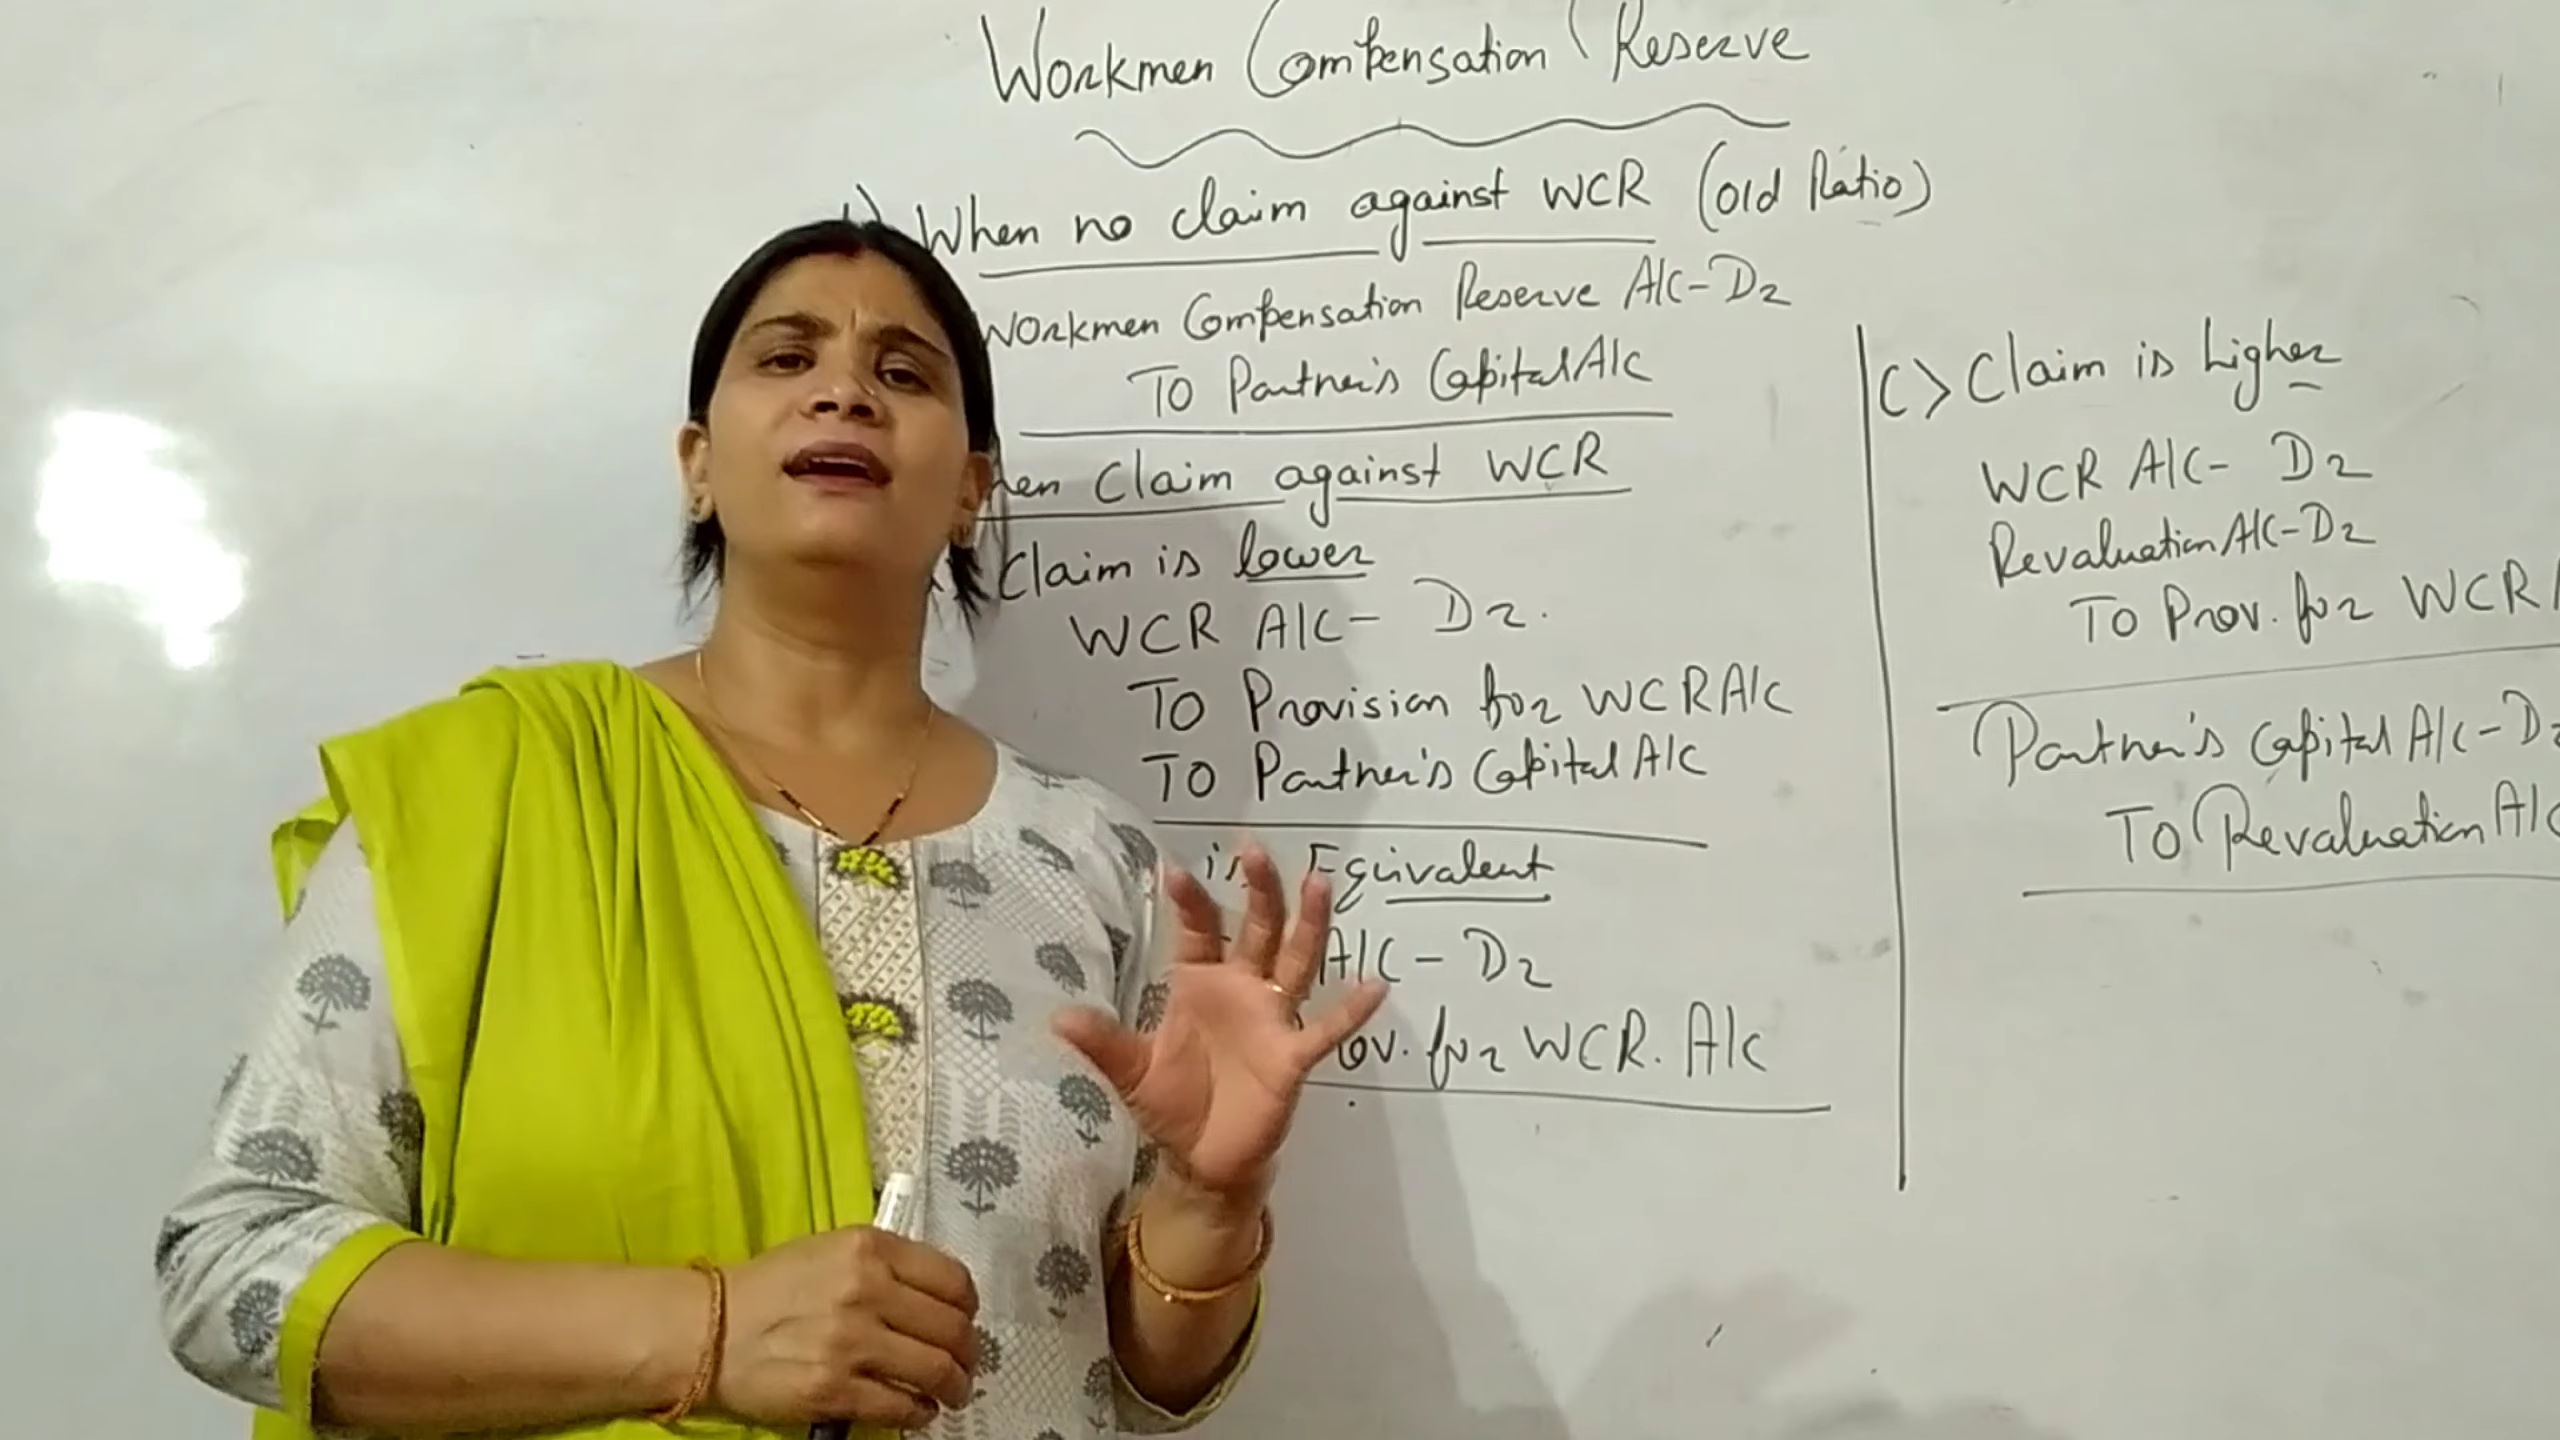 Workmen Compensation Reserve
1) When no claim against WCR (Old Ratio)
Workmen Compensation Reserve A/C - Dr
To Partner's Capital A/c
Claim against WCR
Claim is lower
WCR A/C - Dr.
To Provision for WCR A/c
To Partner's Capital A/c
is Equivalent
A/C - Dr
for WCR. A/c
C> Claim is higher
WCR A/C - Dr
Revaluation A/C - Dr
To Prov. for WCR
Partner's Capital A/C - Dr
To Revaluation A/C